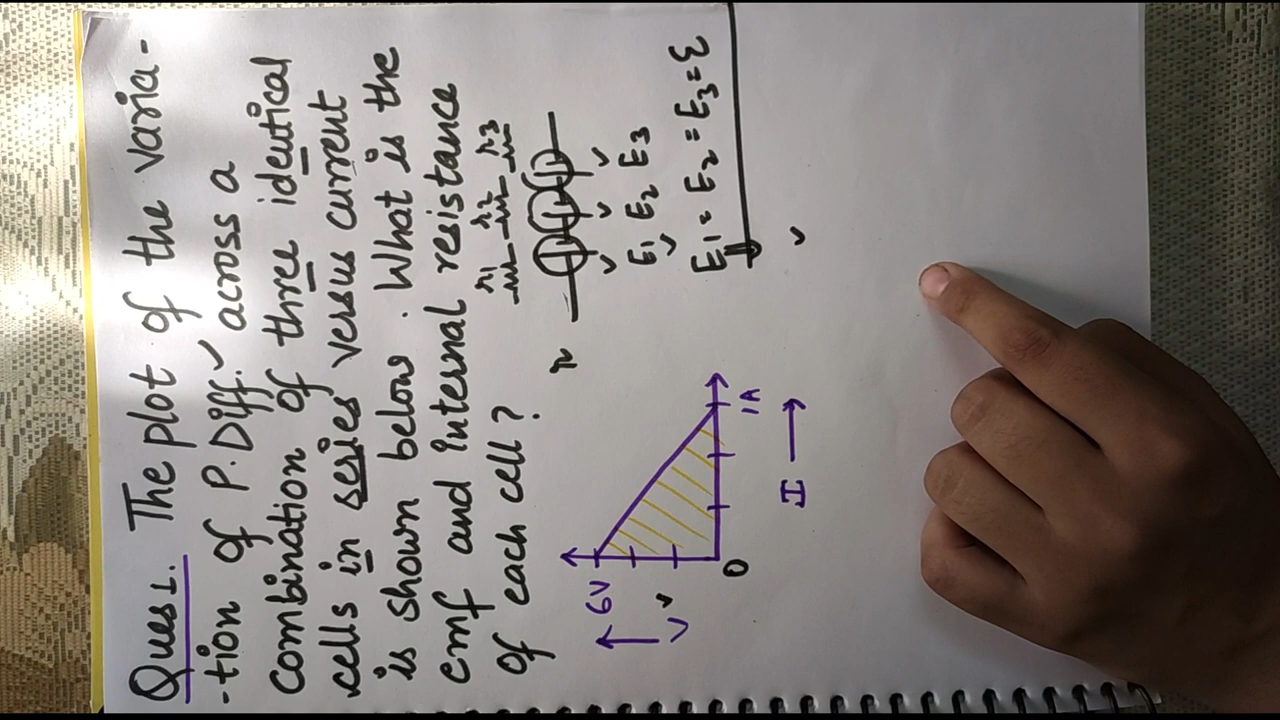 Ques 1. The plot of the varia-
-tion of P.Diff. across a
combination of three identical
cells in series versus current
is shown below. What is the
emf and internal resistance
of each cell?
r1 r2 r3
r
E1 E2 E3
E1 = E2 = E3 = ε
6V
V
O
1A
I